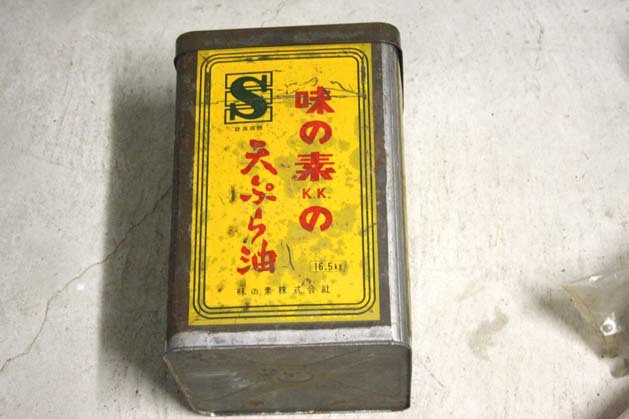 味の素
K.K.
の
天ぷら油
S
16.5kg
味の素株式会社